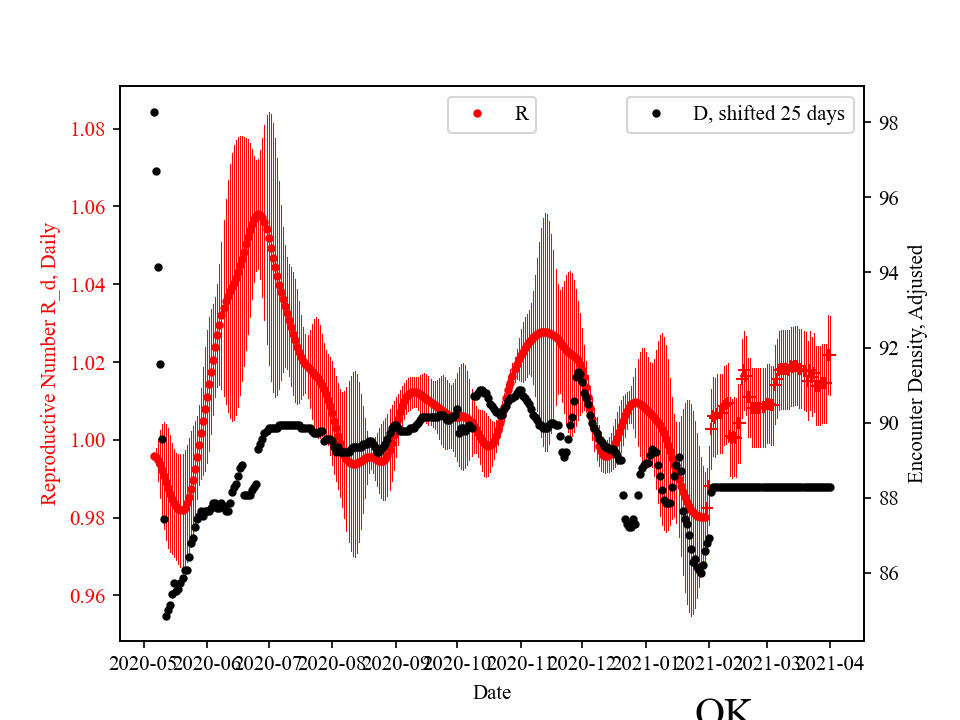 R
D, shifted 25 days
Reproductive Number R_d, Daily
1.08
1.06
1.04
1.02
1.00
0.98
0.96
98
96
94
92
90
88
86
Encounter Density, Adjusted
2020-05 2020-06 2020-07 2020-08 2020-09 2020-10 2020-11 2020-12 2021-01 2021-02 2021-03 2021-04
Date
OK